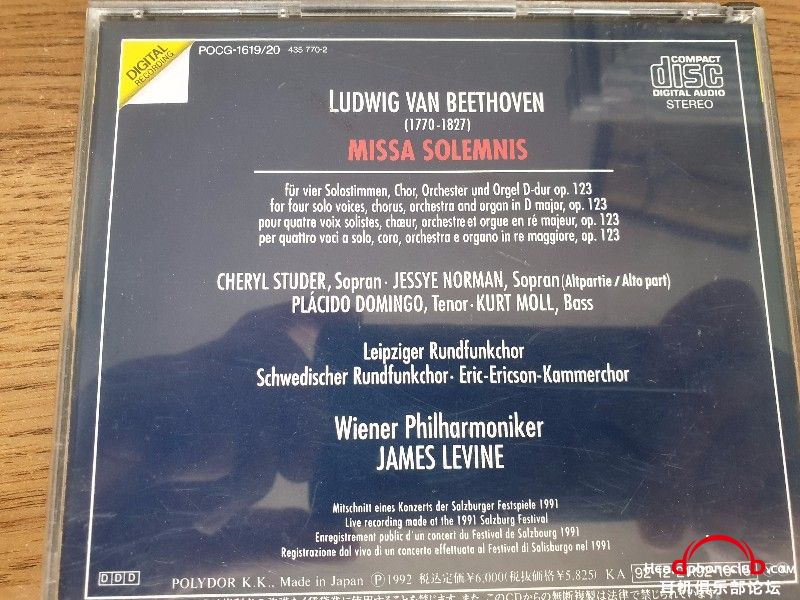 DIGITAL
RECORDING
POCG-1619/20 435 770-2
COMPACT
disc
DIGITAL AUDIO
STEREO
LUDWIG VAN BEETHOVEN
(1770-1827)
MISSA SOLEMNIS
für vier Solostimmen, Chor, Orchester und Orgel D-dur op. 123
for four solo voices, chorus, orchestra and organ in D major, op. 123
pour quatre voix solistes, chœur, orchestre et orgue en ré majeur, op. 123
per quattro voci a solo, coro, orchestra e organo in re maggiore, op. 123
CHERYL STUDER, Sopran · JESSYE NORMAN, Sopran (Altpartie / Alto part)
PLÁCIDO DOMINGO, Tenor · KURT MOLL, Bass
Leipziger Rundfunkchor
Schwedischer Rundfunkchor · Eric-Ericson-Kammerchor
Wiener Philharmoniker
JAMES LEVINE
Mitschnitt eines Konzerts der Salzburger Festspiele 1991
Live recording made at the 1991 Salzburg Festival
Enregistrement public d'un concert du Festival de Salzbourg 1991
Registrazione dal vivo di un concerto effettuata al Festival di Salisburgo nel 1991
DDD
POLYDOR K.K., Made in Japan Ⓟ1992 税込定価¥6,000(税抜価格¥5,825) KA
耳机俱乐部论坛